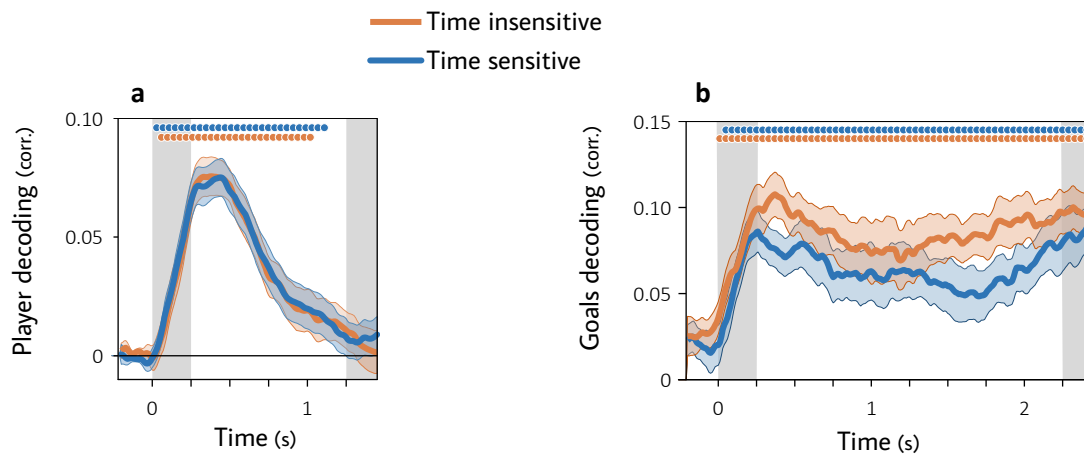 Time insensitive
Time sensitive
a
b
0.10
0.05
0
Player decoding (corr.)
0
1
Time (s)
0.15
0.10
0.05
0
Goals decoding (corr.)
0
1
2
Time (s)